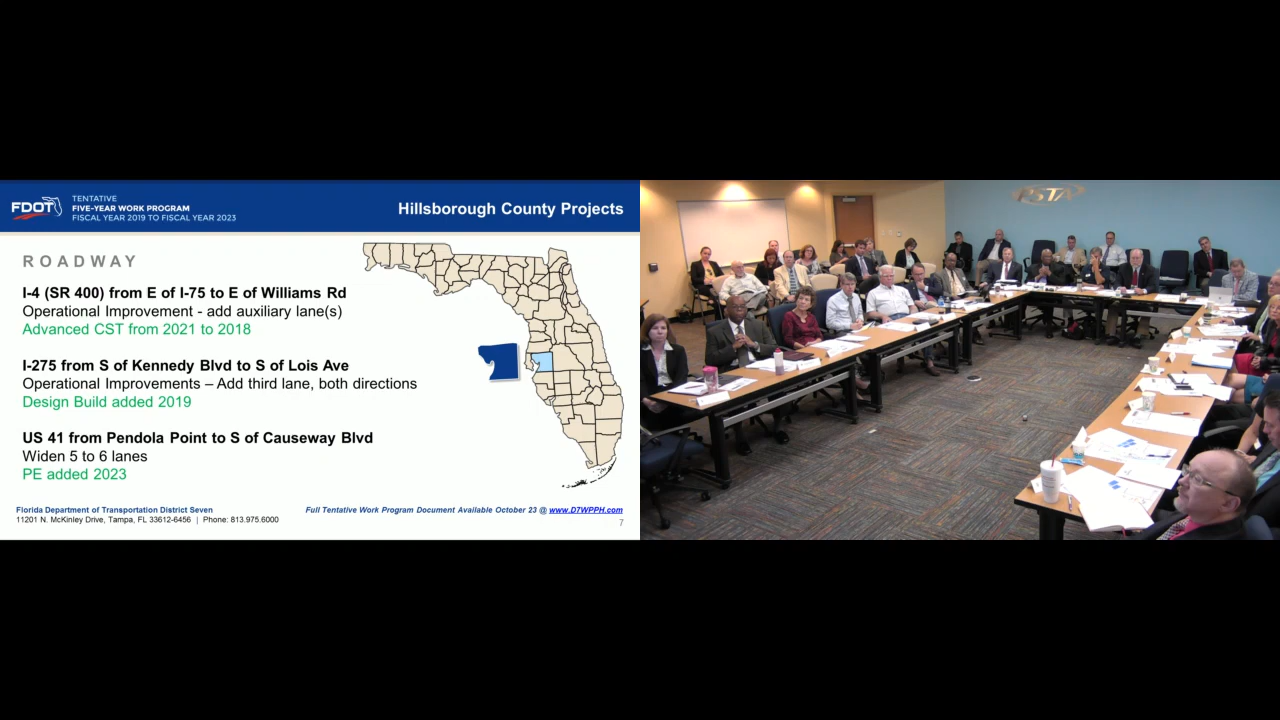 FDOT
TENTATIVE
FIVE-YEAR WORK PROGRAM
FISCAL YEAR 2019 TO FISCAL YEAR 2023
Hillsborough County Projects
ROADWAY
I-4 (SR 400) from E of I-75 to E of Williams Rd
Operational Improvement - add auxiliary lane(s)
Advanced CST from 2021 to 2018
I-275 from S of Kennedy Blvd to S of Lois Ave
Operational Improvements – Add third lane, both directions
Design Build added 2019
US 41 from Pendola Point to S of Causeway Blvd
Widen 5 to 6 lanes
PE added 2023
Florida Department of Transportation District Seven
11201 N. McKinley Drive, Tampa, FL 33612-6456 | Phone: 813.975.6000
Full Tentative Work Program Document Available October 23 @ www.D7WPPH.com
7
PSTA